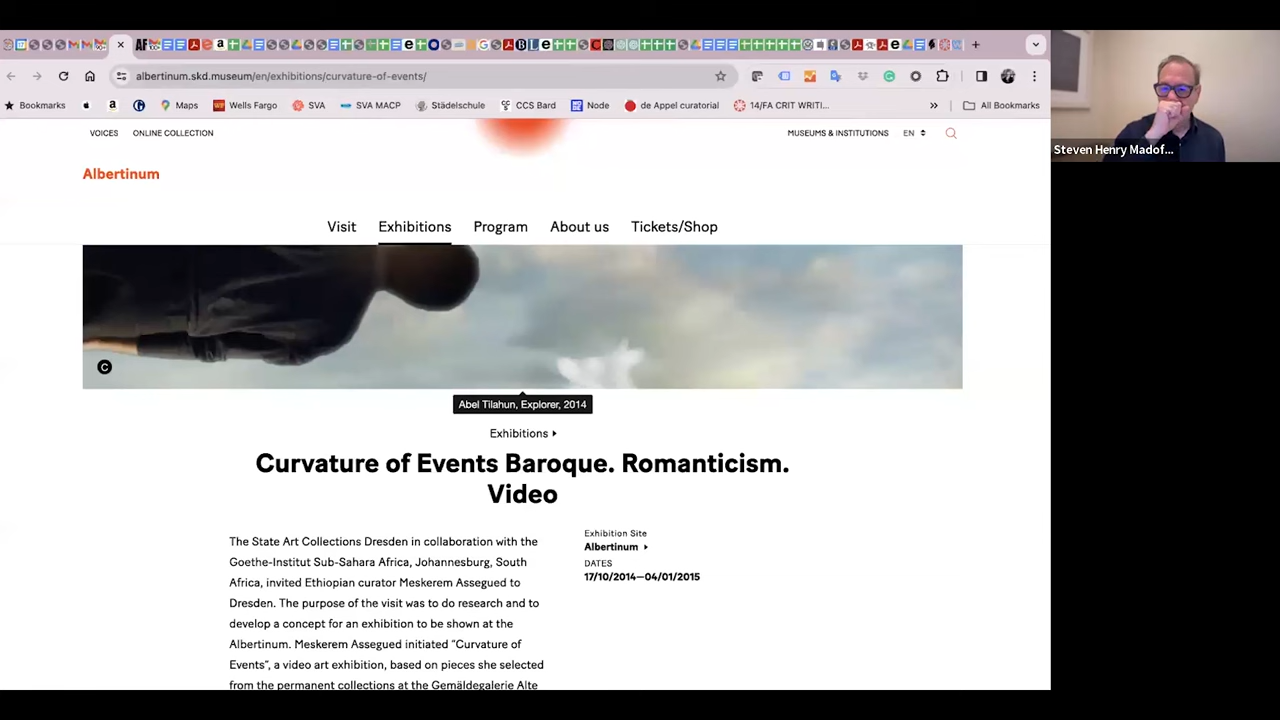 albertinum.skd.museum/en/exhibitions/curvature-of-events/
Bookmarks
Maps
Wells Fargo
SVA
SVA MACP
Städelschule
CCS Bard
Node
de Appel curatorial
14/FA CRIT WRITI...
All Bookmarks
VOICES
ONLINE COLLECTION
MUSEUMS & INSTITUTIONS
EN
Albertinum
Visit
Exhibitions
Program
About us
Tickets/Shop
C
Abel Tilahun, Explorer, 2014
Exhibitions
Curvature of Events Baroque. Romanticism.
Video
The State Art Collections Dresden in collaboration with the
Goethe-Institut Sub-Sahara Africa, Johannesburg, South
Africa, invited Ethiopian curator Meskerem Assegued to
Dresden. The purpose of the visit was to do research and to
develop a concept for an exhibition to be shown at the
Albertinum. Meskerem Assegued initiated “Curvature of
Events”, a video art exhibition, based on pieces she selected
from the permanent collections at the Gemäldegalerie Alte
Exhibition Site
Albertinum
DATES
17/10/2014—04/01/2015
Steven Henry Madof...